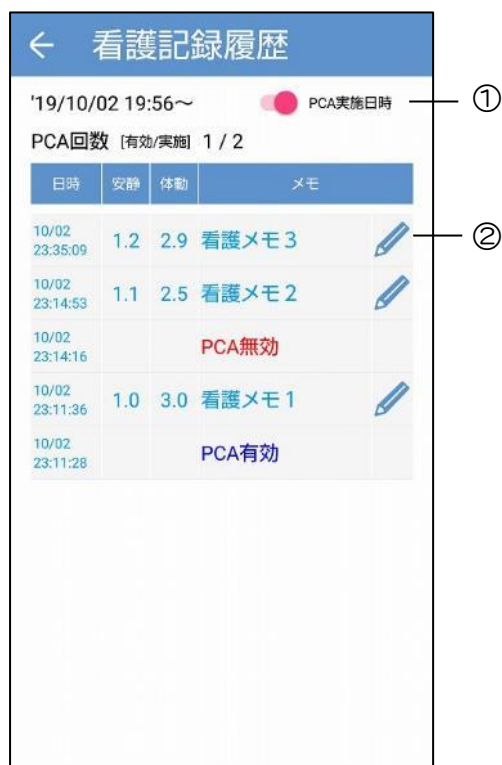 ← 看護記録履歴
'19/10/02 19:56～ PCA実施日時 ①
PCA回数 [有効/実施] 1 / 2
日時 安静 体動 メモ
10/02
23:35:09 1.2 2.9 看護メモ3 ②
10/02
23:14:53 1.1 2.5 看護メモ2
10/02
23:14:16 PCA無効
10/02
23:11:36 1.0 3.0 看護メモ1
10/02
23:11:28 PCA有効